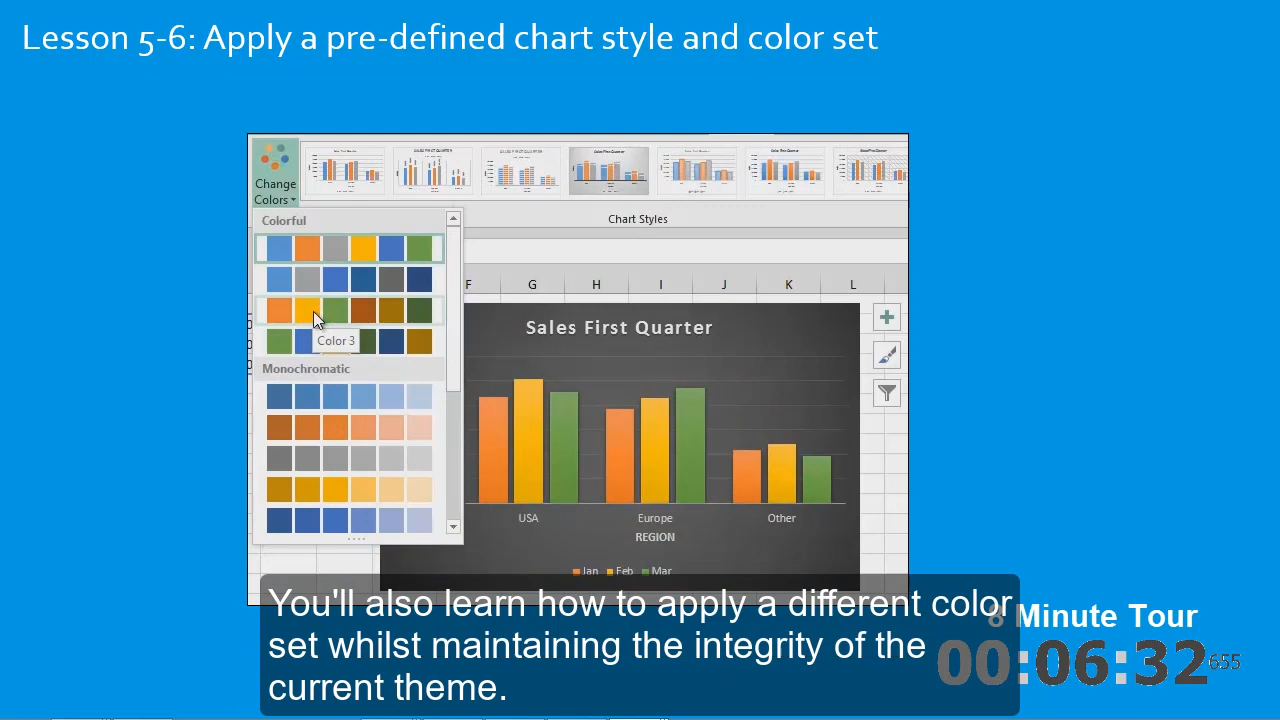 Lesson 5-6: Apply a pre-defined chart style and color set
Change
Colors
Chart Styles
Colorful
Color 3
Monochromatic
F G H I J K L
Sales First Quarter
USA Europe Other
REGION
Jan Feb Mar
You'll also learn how to apply a different color
set whilst maintaining the integrity of the
current theme.
8 Minute Tour
00:06:32655